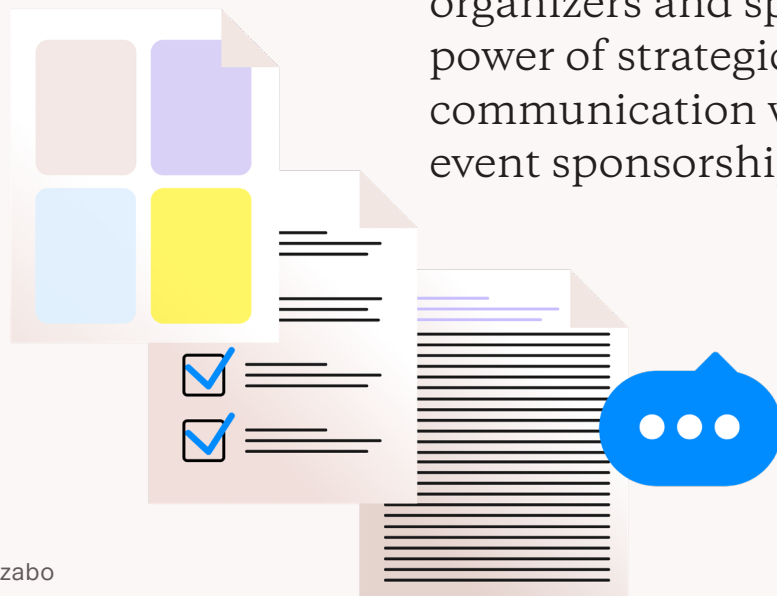 organizers and sp
power of strategic
communication v
event sponsorshi
zabo